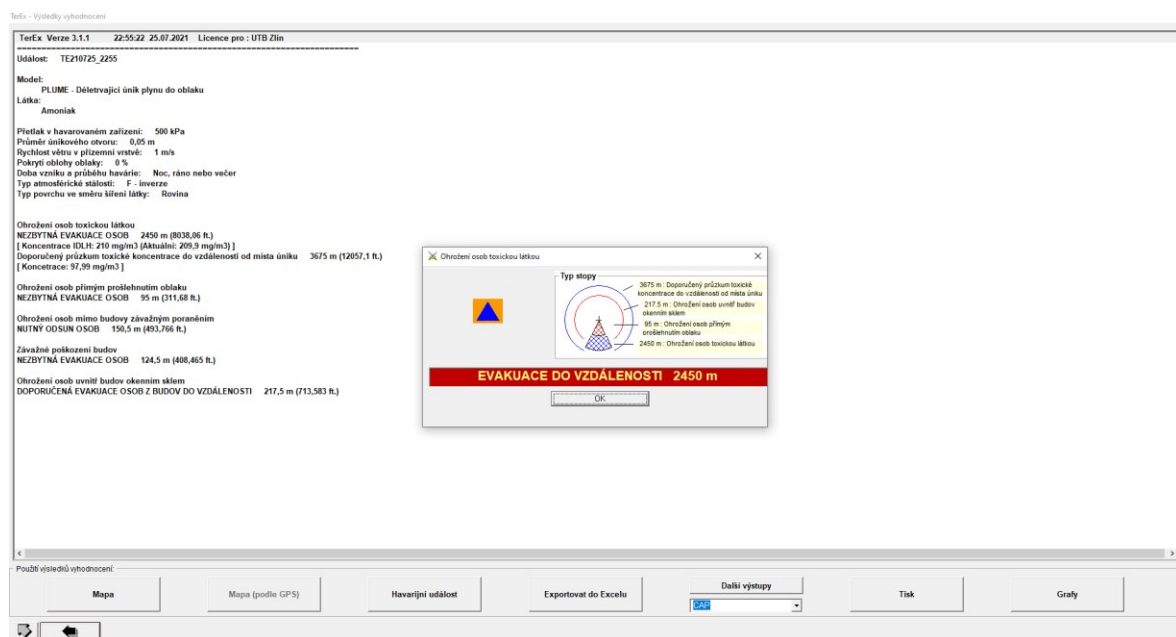 TerEx - Výsledky vyhodnocení
TerEx Verze 3.1.1 22:55:22 25.07.2021 Licence pro : UTB Zlín
Událost: TE210725_2255
Model:
PLUME - Déletrvající únik plynu do oblaku
Látka:
Amoniak
Přetlak v havarovaném zařízení: 500 kPa
Průměr únikového otvoru: 0,05 m
Rychlost větru v přízemní vrstvě: 1 m/s
Pokrytí oblohy oblaky: 0 %
Doba vzniku a průběhu havárie: Noc, ráno nebo večer
Typ atmosférické stálosti: F - inverze
Typ povrchu ve směru šíření látky: Rovina
Ohrožení osob toxickou látkou
NEZBYTNÁ EVAKUACE OSOB 2450 m (8038,06 ft.)
[ Koncentrace IDLH: 210 mg/m3 (Aktuální: 209,9 mg/m3) ]
Doporučený průzkum toxické koncentrace do vzdálenosti od místa úniku 3675 m (12057,1 ft.)
[ Koncetrace: 97,99 mg/m3 ]
Ohrožení osob přímým prošlehnutím oblaku
NEZBYTNÁ EVAKUACE OSOB 95 m (311,68 ft.)
Ohrožení osob mimo budovy závažným poraněním
NUTNÝ ODSUN OSOB 150,5 m (493,766 ft.)
Závažné poškození budov
NEZBYTNÁ EVAKUACE OSOB 124,5 m (408,465 ft.)
Ohrožení osob uvnitř budov okenním sklem
DOPORUČENÁ EVAKUACE OSOB Z BUDOV DO VZDÁLENOSTI 217,5 m (713,583 ft.)
Ohrožení osob toxickou látkou
Typ stopy
3675 m : Doporučený průzkum toxické
koncentrace do vzdálenosti od místa úniku
217.5 m : Ohrožení osob uvnitř budov
okenním sklem
95 m : Ohrožení osob přímým
prošlehnutím oblaku
2450 m : Ohrožení osob toxickou látkou
EVAKUACE DO VZDÁLENOSTI 2450 m
OK
Použití výsledků vyhodnocení:
Mapa
Mapa (podle GPS)
Havarijní událost
Exportovat do Excelu
Další výstupy
CAP
Tisk
Grafy